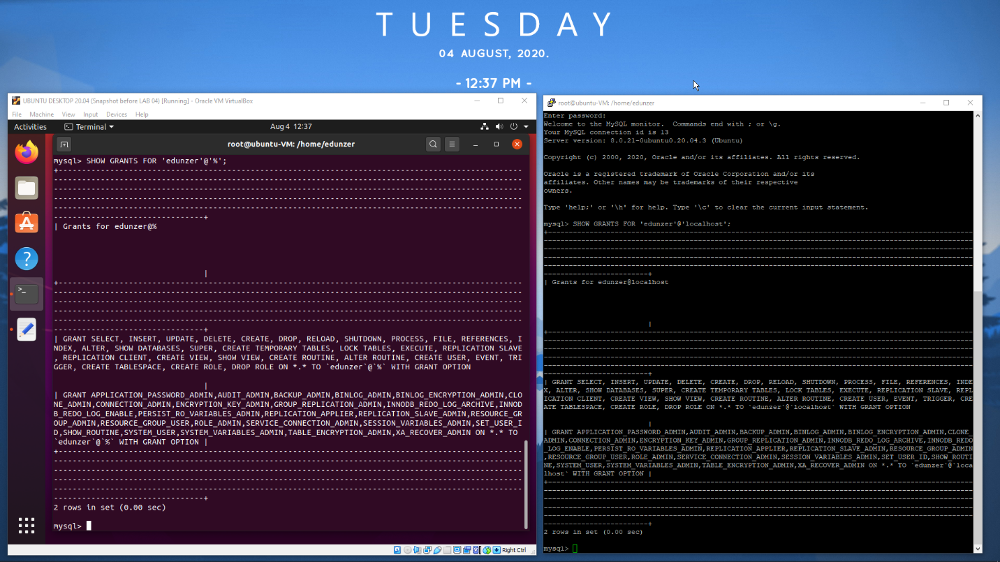 TUESDAY
04 AUGUST, 2020.
- 12:37 PM -
UBUNTU DESKTOP 20.04 (Snapshot before LAB 04) [Running] - Oracle VM VirtualBox
File Machine View Input Devices Help
Activities Terminal Aug 4 12:37
root@ubuntu-VM: /home/edunzer
mysql> SHOW GRANTS FOR 'edunzer'@'%';
| Grants for edunzer@%
|
| GRANT SELECT, INSERT, UPDATE, DELETE, CREATE, DROP, RELOAD, SHUTDOWN, PROCESS, FILE, REFERENCES, I
NDEX, ALTER, SHOW DATABASES, SUPER, CREATE TEMPORARY TABLES, LOCK TABLES, EXECUTE, REPLICATION SLAVE
, REPLICATION CLIENT, CREATE VIEW, SHOW VIEW, CREATE ROUTINE, ALTER ROUTINE, CREATE USER, EVENT, TRI
GGER, CREATE TABLESPACE, CREATE ROLE, DROP ROLE ON *.* TO `edunzer`@`%` WITH GRANT OPTION
|
| GRANT APPLICATION_PASSWORD_ADMIN,AUDIT_ADMIN,BACKUP_ADMIN,BINLOG_ADMIN,BINLOG_ENCRYPTION_ADMIN,CLO
NE_ADMIN,CONNECTION_ADMIN,ENCRYPTION_KEY_ADMIN,GROUP_REPLICATION_ADMIN,INNODB_REDO_LOG_ARCHIVE,INNOD
B_REDO_LOG_ENABLE,PERSIST_RO_VARIABLES_ADMIN,REPLICATION_APPLIER,REPLICATION_SLAVE_ADMIN,RESOURCE_GR
OUP_ADMIN,RESOURCE_GROUP_USER,ROLE_ADMIN,SERVICE_CONNECTION_ADMIN,SESSION_VARIABLES_ADMIN,SET_USER_I
D,SHOW_ROUTINE,SYSTEM_USER,SYSTEM_VARIABLES_ADMIN,TABLE_ENCRYPTION_ADMIN,XA_RECOVER_ADMIN ON *.* TO
`edunzer`@`%` WITH GRANT OPTION |
2 rows in set (0.00 sec)
mysql>
Right Ctrl
root@ubuntu-VM: /home/edunzer
Enter password:
Welcome to the MySQL monitor.  Commands end with ; or \g.
Your MySQL connection id is 13
Server version: 8.0.21-0ubuntu0.20.04.3 (Ubuntu)
Copyright (c) 2000, 2020, Oracle and/or its affiliates. All rights reserved.
Oracle is a registered trademark of Oracle Corporation and/or its
affiliates. Other names may be trademarks of their respective
owners.
Type 'help;' or '\h' for help. Type '\c' to clear the current input statement.
mysql> SHOW GRANTS FOR 'edunzer'@'localhost';
| Grants for edunzer@localhost
|
| GRANT SELECT, INSERT, UPDATE, DELETE, CREATE, DROP, RELOAD, SHUTDOWN, PROCESS, FILE, REFERENCES, INDE
X, ALTER, SHOW DATABASES, SUPER, CREATE TEMPORARY TABLES, LOCK TABLES, EXECUTE, REPLICATION SLAVE, REPL
ICATION CLIENT, CREATE VIEW, SHOW VIEW, CREATE ROUTINE, ALTER ROUTINE, CREATE USER, EVENT, TRIGGER, CRE
ATE TABLESPACE, CREATE ROLE, DROP ROLE ON *.* TO `edunzer`@`localhost` WITH GRANT OPTION
|
| GRANT APPLICATION_PASSWORD_ADMIN,AUDIT_ADMIN,BACKUP_ADMIN,BINLOG_ADMIN,BINLOG_ENCRYPTION_ADMIN,CLONE_
ADMIN,CONNECTION_ADMIN,ENCRYPTION_KEY_ADMIN,GROUP_REPLICATION_ADMIN,INNODB_REDO_LOG_ARCHIVE,INNODB_REDO
_LOG_ENABLE,PERSIST_RO_VARIABLES_ADMIN,REPLICATION_APPLIER,REPLICATION_SLAVE_ADMIN,RESOURCE_GROUP_ADMIN
,RESOURCE_GROUP_USER,ROLE_ADMIN,SERVICE_CONNECTION_ADMIN,SESSION_VARIABLES_ADMIN,SET_USER_ID,SHOW_ROUTI
NE,SYSTEM_USER,SYSTEM_VARIABLES_ADMIN,TABLE_ENCRYPTION_ADMIN,XA_RECOVER_ADMIN ON *.* TO `edunzer`@`loca
lhost` WITH GRANT OPTION |
2 rows in set (0.00 sec)
mysql>